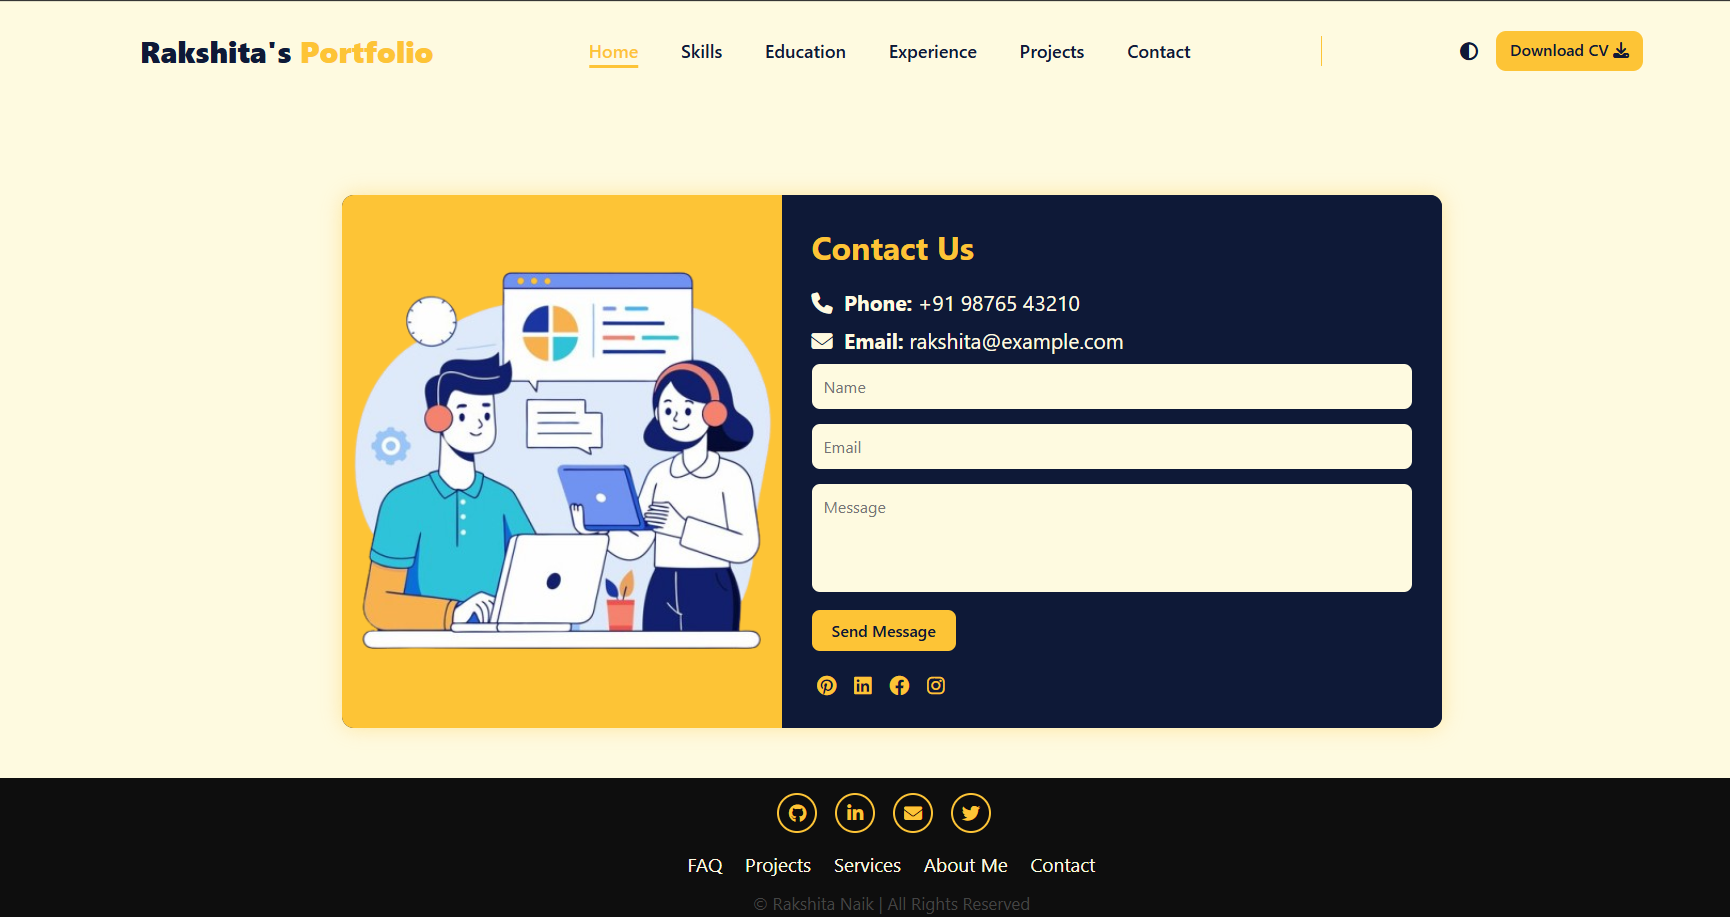 Rakshita's Portfolio
Home Skills Education Experience Projects Contact
Download CV
Contact Us
Phone: +91 98765 43210
Email: rakshita@example.com
Name
Email
Message
Send Message
FAQ Projects Services About Me Contact
© Rakshita Naik | All Rights Reserved